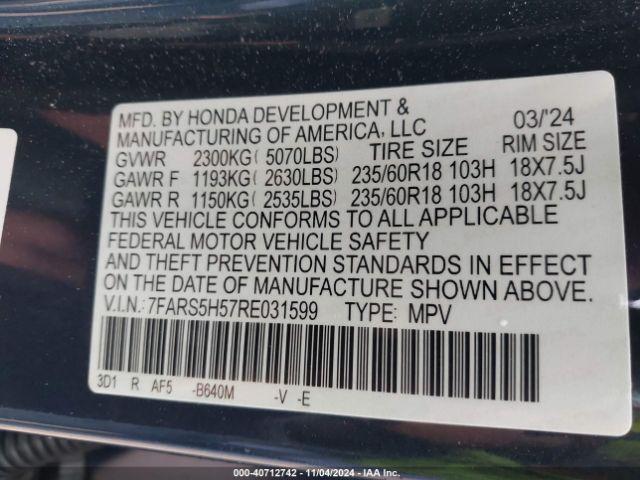 MFD. BY HONDA DEVELOPMENT &
MANUFACTURING OF AMERICA, LLC 03/'24
GVWR 2300KG( 5070LBS) TIRE SIZE RIM SIZE
GAWR F 1193KG( 2630LBS) 235/60R18 103H 18X7.5J
GAWR R 1150KG( 2535LBS) 235/60R18 103H 18X7.5J
THIS VEHICLE CONFORMS TO ALL APPLICABLE
FEDERAL MOTOR VEHICLE SAFETY
AND THEFT PREVENTION STANDARDS IN EFFECT
ON THE DATE OF MANUFACTURE SHOWN ABOVE.
V.I.N.: 7FARS5H57RE031599 TYPE: MPV
3D1 R AF5 -B640M -V -E
000-40712742 - 11/04/2024 - IAA Inc.